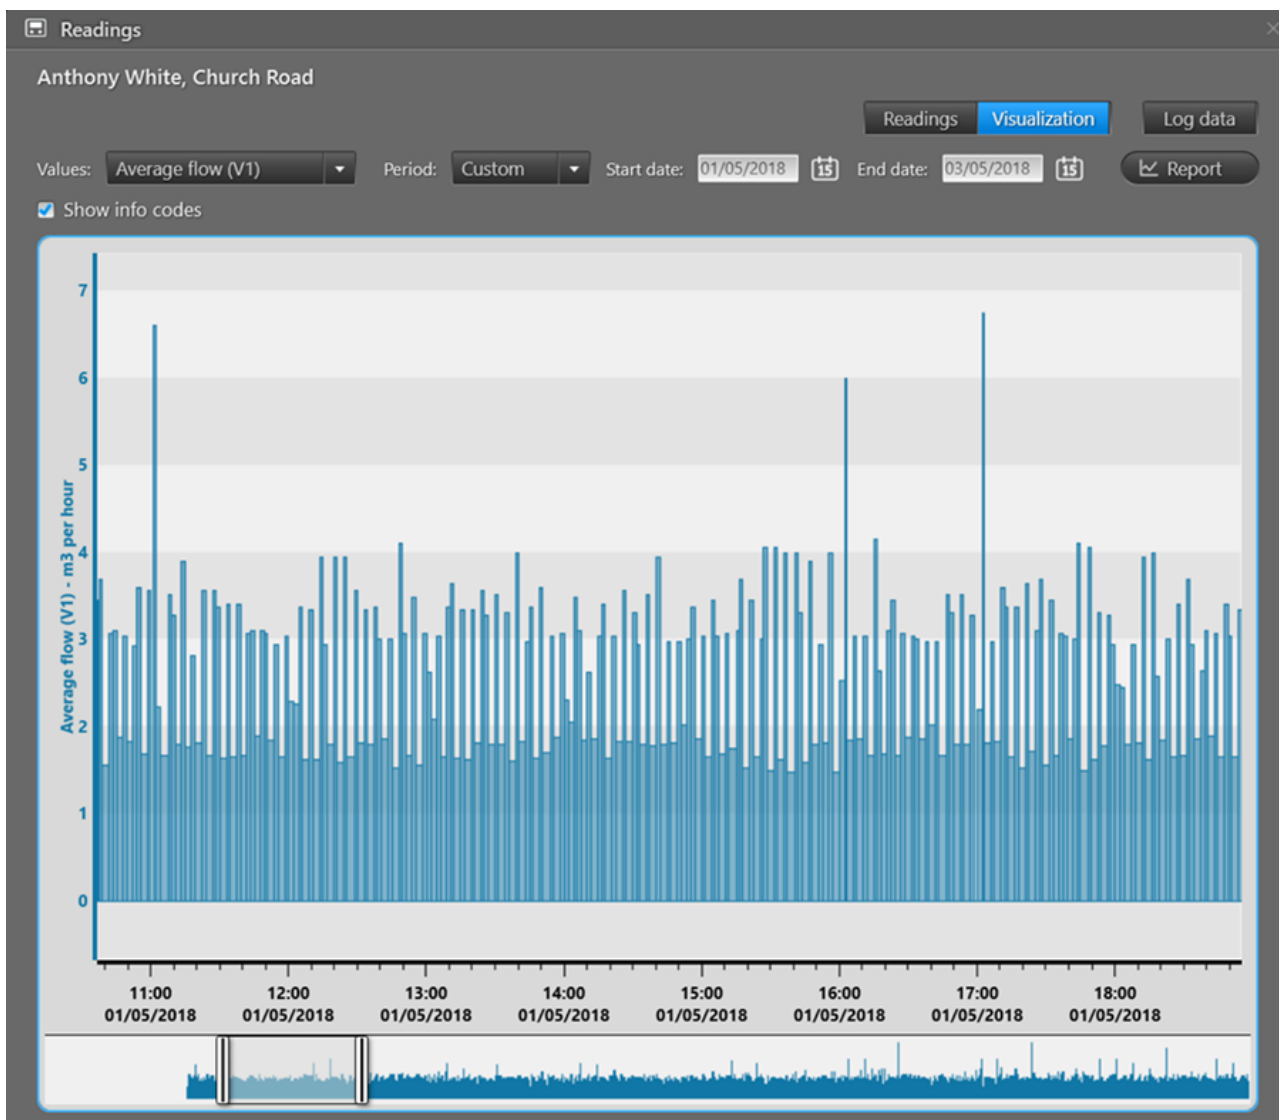 Readings
Anthony White, Church Road
Readings Visualization Log data
Values: Average flow (V1) Period: Custom Start date: 01/05/2018 15 End date: 03/05/2018 15 Report
Show info codes
7
6
5
4
3
2
1
0
Average flow (V1) - m3 per hour
11:00 12:00 13:00 14:00 15:00 16:00 17:00 18:00
01/05/2018 01/05/2018 01/05/2018 01/05/2018 01/05/2018 01/05/2018 01/05/2018 01/05/2018